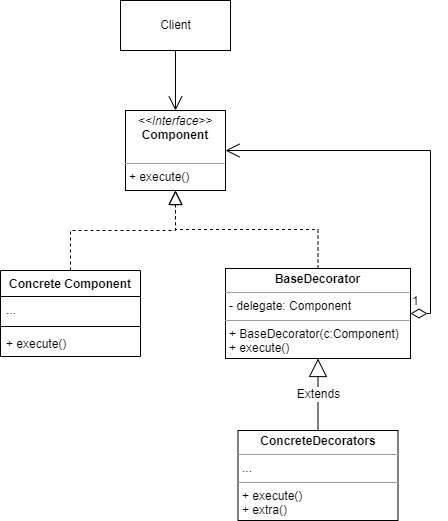 Client
<<Interface>>
Component
+ execute()
Concrete Component
...
+ execute()
BaseDecorator
- delegate: Component
+ BaseDecorator(c:Component)
+ execute()
1
Extends
ConcreteDecorators
...
+ execute()
+ extra()